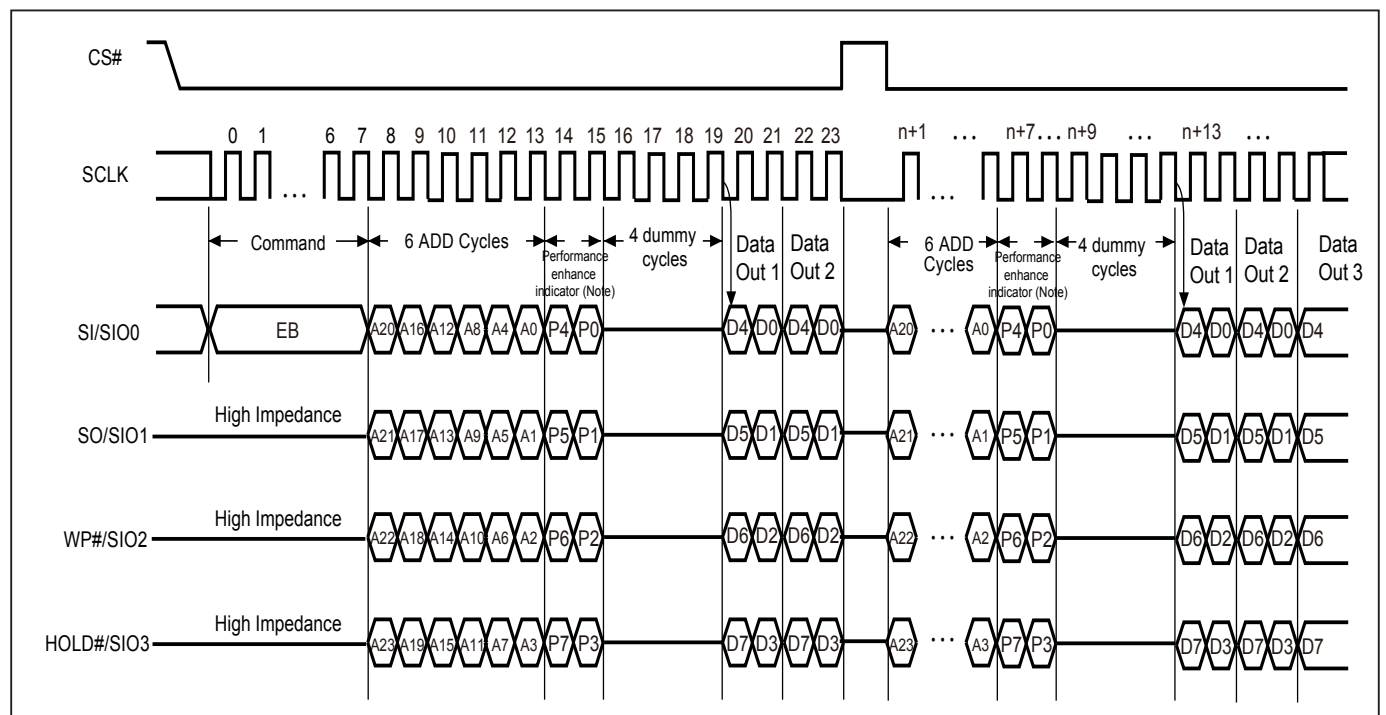 CS#
0 1 6 7 8 9 10 11 12 13 14 15 16 17 18 19 20 21 22 23 n+1 ... n+7... n+9 ... n+13 ...
SCLK ... ...
Command 6 ADD Cycles Performance enhance indicator (Note) 4 dummy cycles Data Out 1 Data Out 2 6 ADD Cycles Performance enhance indicator (Note) 4 dummy cycles Data Out 1 Data Out 2 Data Out 3
SI/SIO0 EB A20 A16 A12 A8 A4 A0 P4 P0 D4 D0 D4 D0 A20 ... A0 P4 P0 D4 D0 D4 D0 D4
SO/SIO1 High Impedance A21 A17 A13 A9 A5 A1 P5 P1 D5 D1 D5 D1 A21 ... A1 P5 P1 D5 D1 D5 D1 D5
WP#/SIO2 High Impedance A22 A18 A14 A10 A6 A2 P6 P2 D6 D2 D6 D2 A22 ... A2 P6 P2 D6 D2 D6 D2 D6
HOLD#/SIO3 High Impedance A23 A19 A15 A11 A7 A3 P7 P3 D7 D3 D7 D3 A23 ... A3 P7 P3 D7 D3 D7 D3 D7